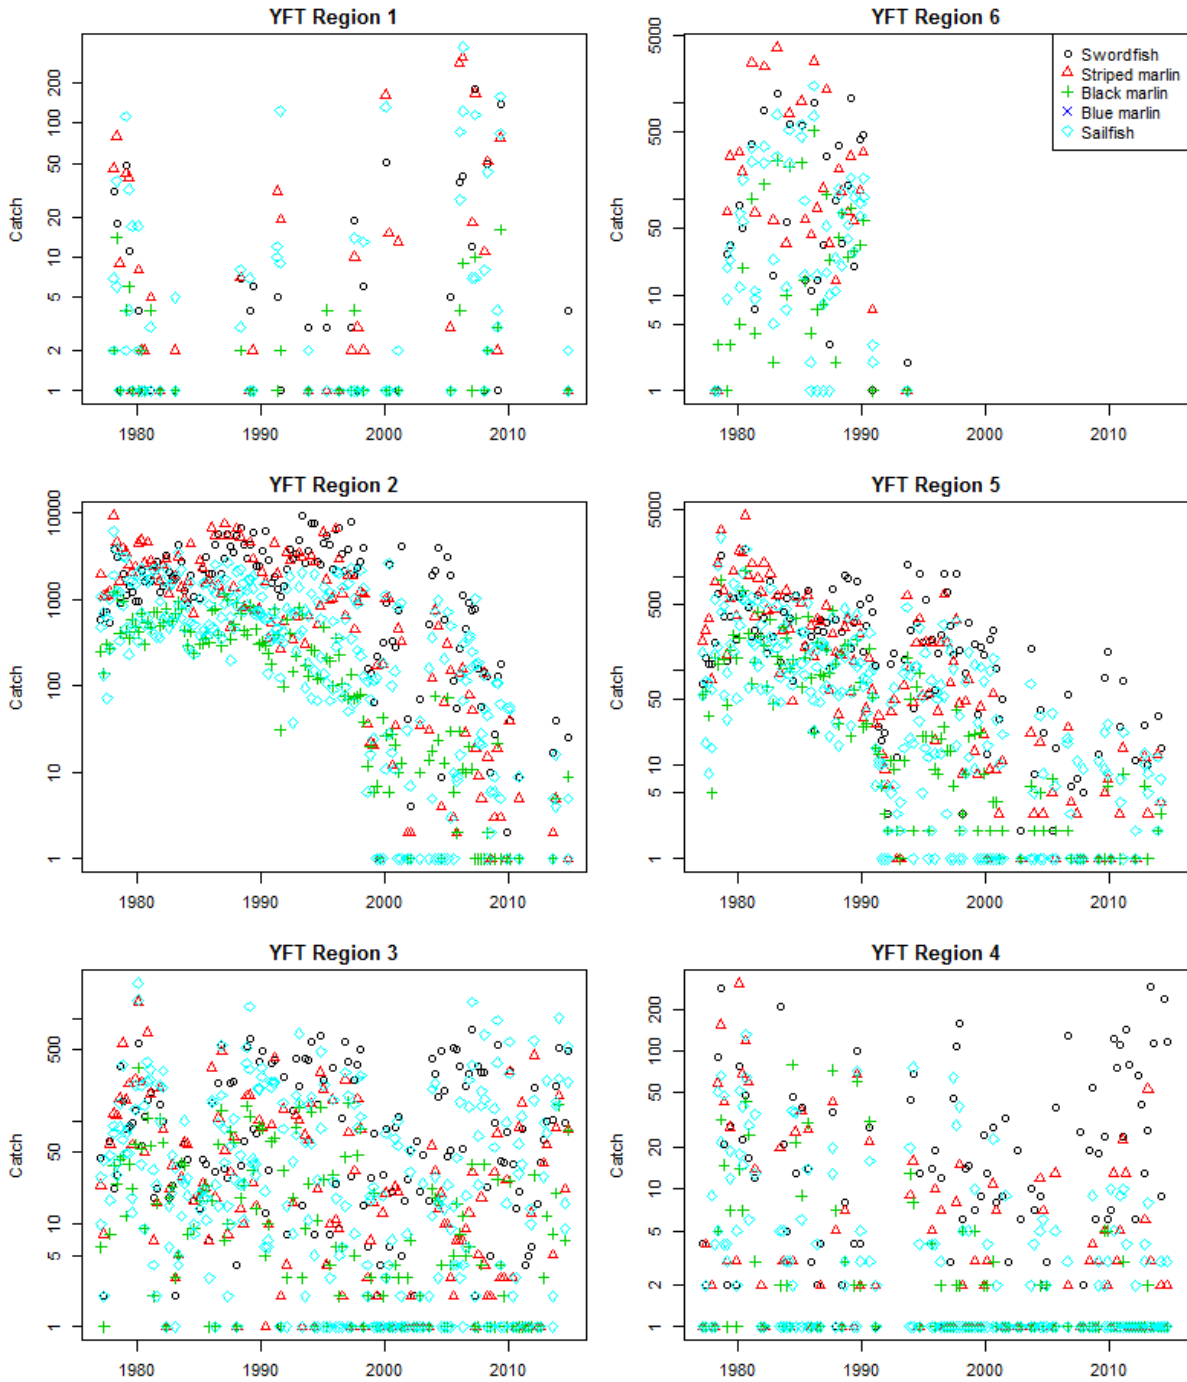 YFT Region 1
Catch
200
100
50
20
10
5
2
1
1980 1990 2000 2010
YFT Region 6
Catch
5000
500
50
10
5
1
1980 1990 2000 2010
Swordfish
Striped marlin
Black marlin
Blue marlin
Sailfish
YFT Region 2
Catch
10000
1000
100
10
1
1980 1990 2000 2010
YFT Region 5
Catch
5000
500
50
10
5
1
1980 1990 2000 2010
YFT Region 3
Catch
500
50
10
5
1
1980 1990 2000 2010
YFT Region 4
Catch
200
100
50
20
10
5
2
1
1980 1990 2000 2010